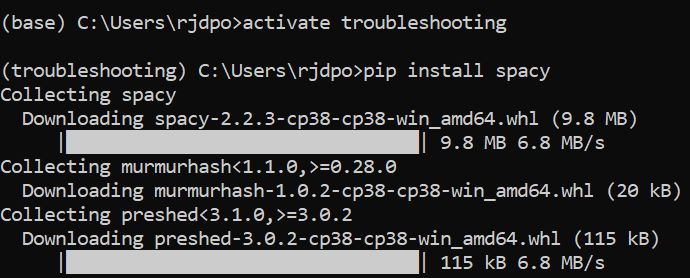 (base) C:\Users\rjdpo>activate troubleshooting
(troubleshooting) C:\Users\rjdpo>pip install spacy
Collecting spacy
  Downloading spacy-2.2.3-cp38-cp38-win_amd64.whl (9.8 MB)
     |████████████████████████████████| 9.8 MB 6.8 MB/s
Collecting murmurhash<1.1.0,>=0.28.0
  Downloading murmurhash-1.0.2-cp38-cp38-win_amd64.whl (20 kB)
Collecting preshed<3.1.0,>=3.0.2
  Downloading preshed-3.0.2-cp38-cp38-win_amd64.whl (115 kB)
     |████████████████████████████████| 115 kB 6.8 MB/s